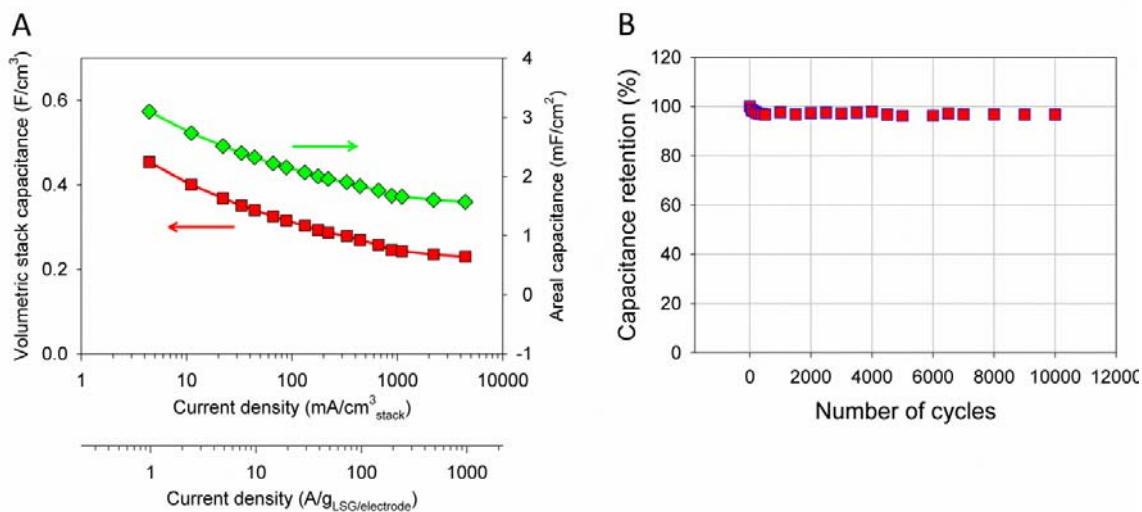 A
Volumetric stack capacitance (F/cm³)
0.6
0.4
0.2
0.0
4
3
2
1
0
-1
Areal capacitance (mF/cm²)
1 10 100 1000 10000
Current density (mA/cm³stack)
1 10 100 1000
Current density (A/gLSG/electrode)
B
Capacitance retention (%)
120
100
80
60
40
20
0
0 2000 4000 6000 8000 10000 12000
Number of cycles